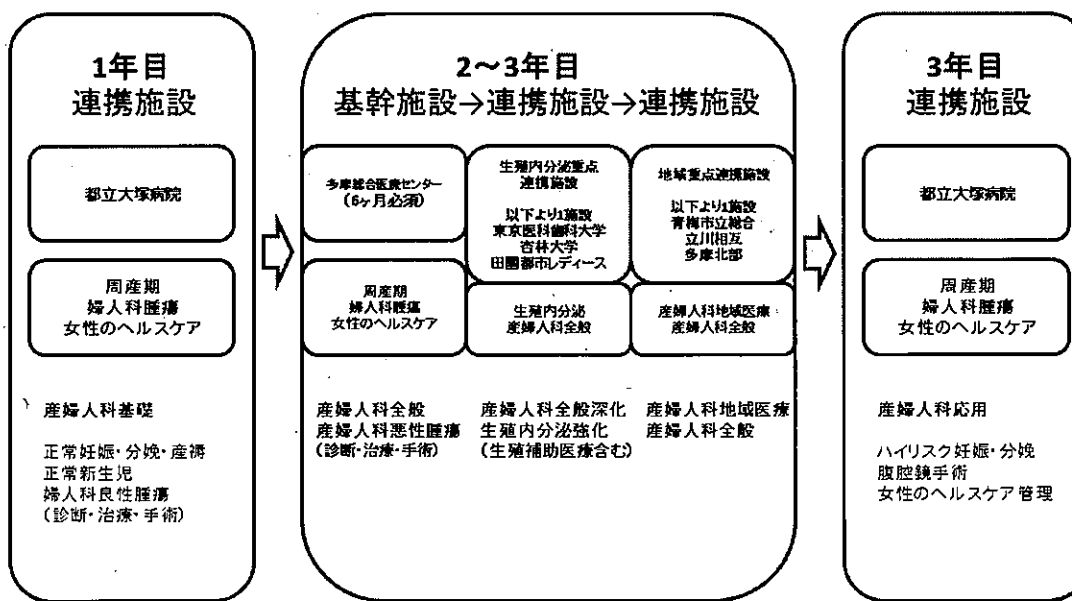 1年目
連携施設
都立大塚病院
周産期
婦人科腫瘍
女性のヘルスケア
産婦人科基礎
正常妊娠・分娩・産褥
正常新生児
婦人科良性腫瘍
(診断・治療・手術)
2～3年目
基幹施設→連携施設→連携施設
多摩総合医療センター
(6ヶ月必須)
周産期
婦人科腫瘍
女性のヘルスケア
産婦人科全般
産婦人科悪性腫瘍
(診断・治療・手術)
生殖内分泌重点
連携施設
以下より1施設
東京医科歯科大学
杏林大学
田園都市レディース
生殖内分泌
産婦人科全般
産婦人科全般深化
生殖内分泌強化
(生殖補助医療含む)
地域重点連携施設
以下より1施設
青梅市立総合
立川相互
多摩北部
産婦人科地域医療
産婦人科全般
産婦人科地域医療
産婦人科全般
3年目
連携施設
都立大塚病院
周産期
婦人科腫瘍
女性のヘルスケア
産婦人科応用
ハイリスク妊娠・分娩
腹腔鏡手術
女性のヘルスケア管理